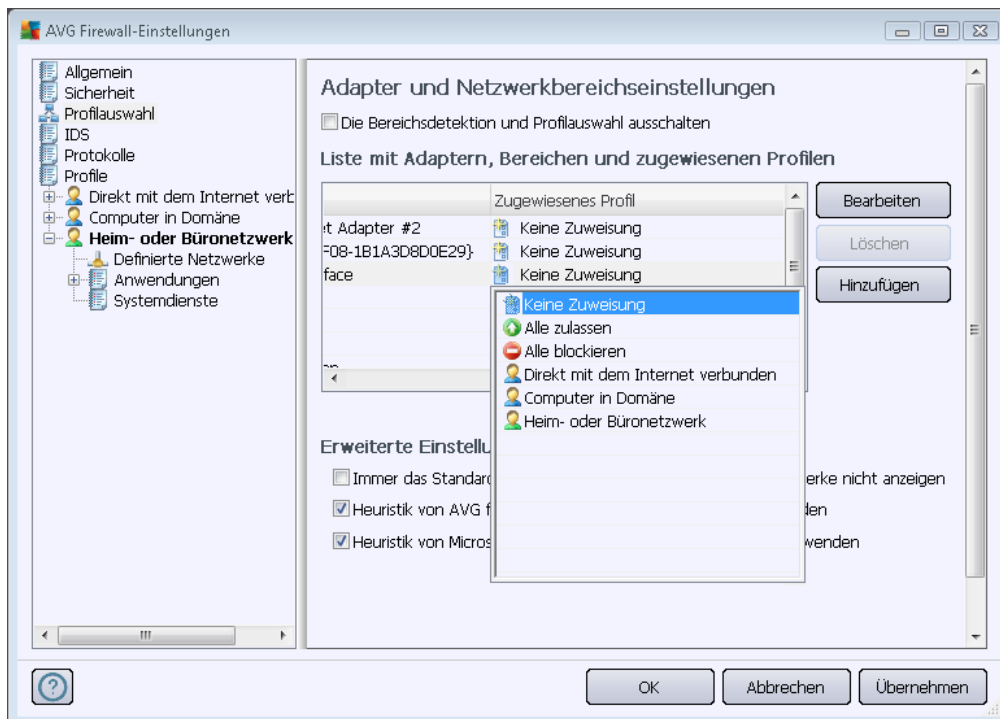 AVG Firewall-Einstellungen
Allgemein
Sicherheit
Profilauswahl
IDS
Protokolle
Profile
Direkt mit dem Internet verb
Computer in Domäne
Heim- oder Büronetzwerk
Definierte Netzwerke
Anwendungen
Systemdienste
Adapter und Netzwerkbereichseinstellungen
Die Bereichsdetektion und Profilauswahl ausschalten
Liste mit Adaptern, Bereichen und zugewiesenen Profilen
Zugewiesenes Profil
et Adapter #2 Keine Zuweisung
F08-1B1A3D8D0E29} Keine Zuweisung
face Keine Zuweisung
Keine Zuweisung
Alle zulassen
Alle blockieren
Direkt mit dem Internet verbunden
Computer in Domäne
Heim- oder Büronetzwerk
Bearbeiten
Löschen
Hinzufügen
Erweiterte Einstellu
Immer das Standard erke nicht anzeigen
Heuristik von AVG f den
Heuristik von Micros wenden
OK
Abbrechen
Übernehmen